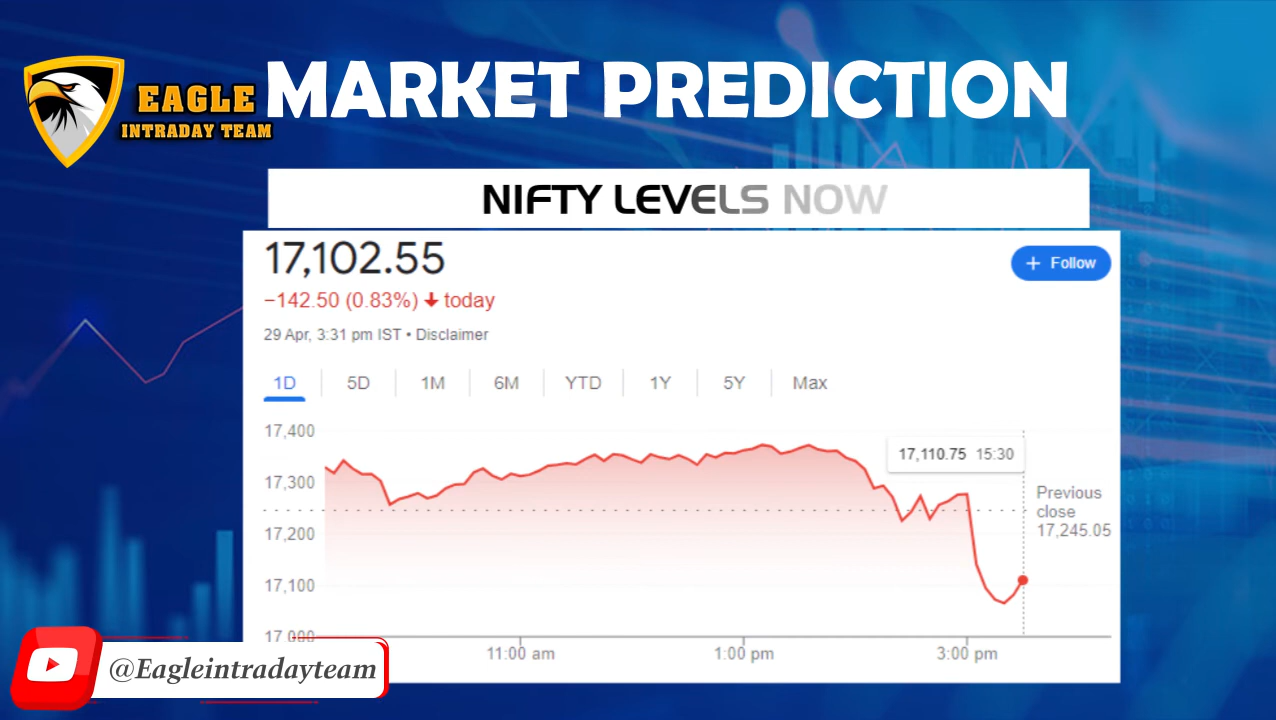 MARKET PREDICTION
EAGLE
INTRADAY TEAM
NIFTY LEVELS NOW
17,102.55
+ Follow
−142.50 (0.83%) ↓ today
29 Apr, 3:31 pm IST • Disclaimer
1D 5D 1M 6M YTD 1Y 5Y Max
17,400
17,110.75 15:30
17,300
Previous
close
17,245.05
17,200
17,100
17,000
11:00 am 1:00 pm 3:00 pm
@Eagleintradayteam